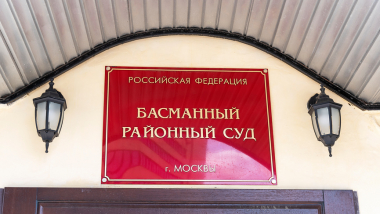 РОССИЙСКАЯ ФЕДЕРАЦИЯ
БАСМАННЫЙ
РАЙОННЫЙ СУД
г. МОСКВЫ